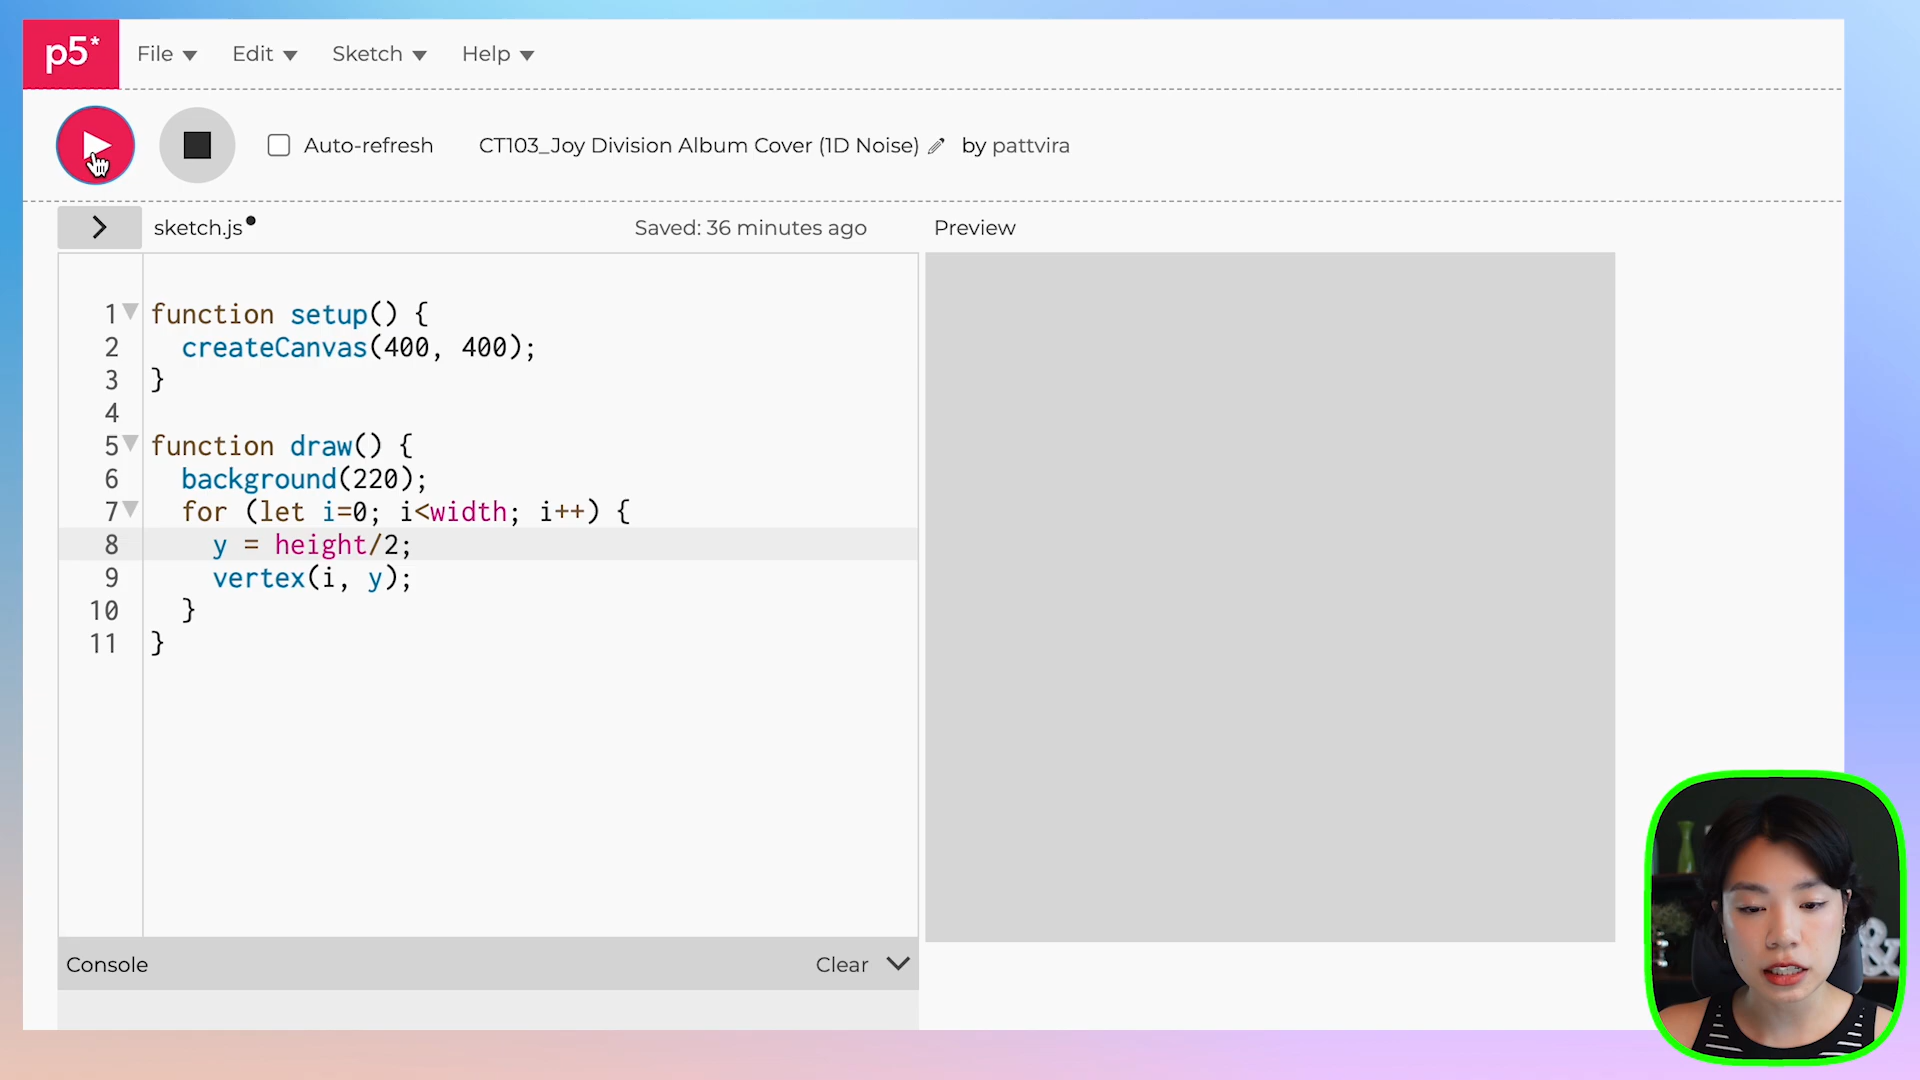 p5*
File Edit Sketch Help
Auto-refresh CT103_Joy Division Album Cover (1D Noise) by pattvira
sketch.js Saved: 36 minutes ago Preview
1 function setup() {
2 createCanvas(400, 400);
3 }
4
5 function draw() {
6 background(220);
7 for (let i=0; i<width; i++) {
8 y = height/2;
9 vertex(i, y);
10 }
11 }
Console Clear
&